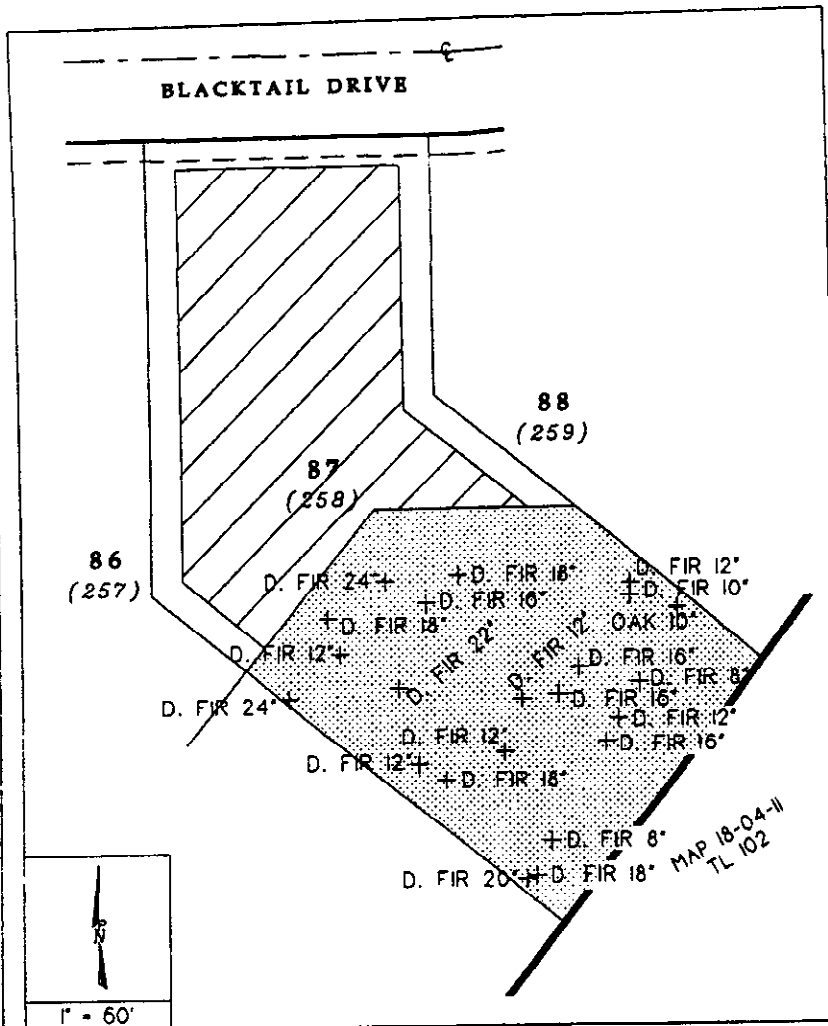 ℄
BLACKTAIL DRIVE
88
(259)
87
(258)
86
(257)
D. FIR 12"
D. FIR 24"
D. FIR 18"
D. FIR 10"
D. FIR 16"
OAK 10"
D. FIR 18"
D. FIR 22"
D. FIR 12"
D. FIR 12"
D. FIR 16"
D. FIR 8"
D. FIR 24"
D. FIR 16"
D. FIR 12"
D. FIR 12"
D. FIR 16"
D. FIR 12"
D. FIR 18"
D. FIR 8"
MAP 18-04-11
TL 102
D. FIR 20"
D. FIR 18"
N
1" = 60'